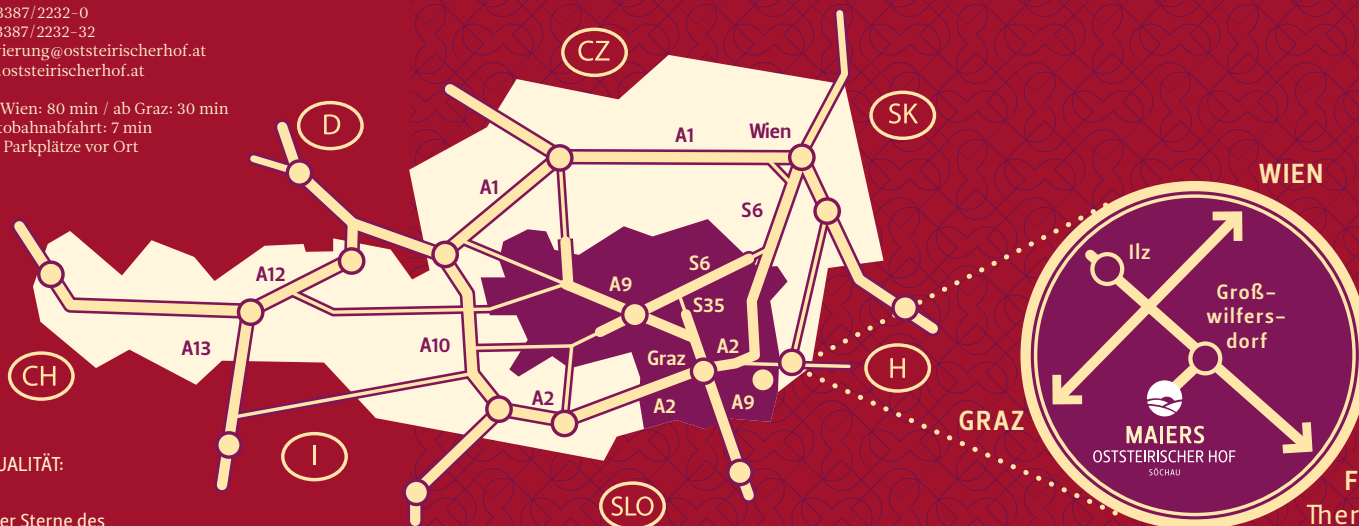 3387/2232-0
3387/2232-32
ierung@oststeirischerhof.at
.oststeirischerhof.at
Wien: 80 min / ab Graz: 30 min
tobahnabfahrt: 7 min
Parkplätze vor Ort
CZ
D
SK
A1
Wien
A1
S6
A12
S6
A9
S35
A13
A10
Graz
A2
CH
H
A2
A2
A9
I
SLO
WIEN
Ilz
Groß-
wilfers-
dorf
GRAZ
MAIERS
OSTSTEIRISCHER HOF
SÖCHAU
UALITÄT:
er Sterne des
F
Ther